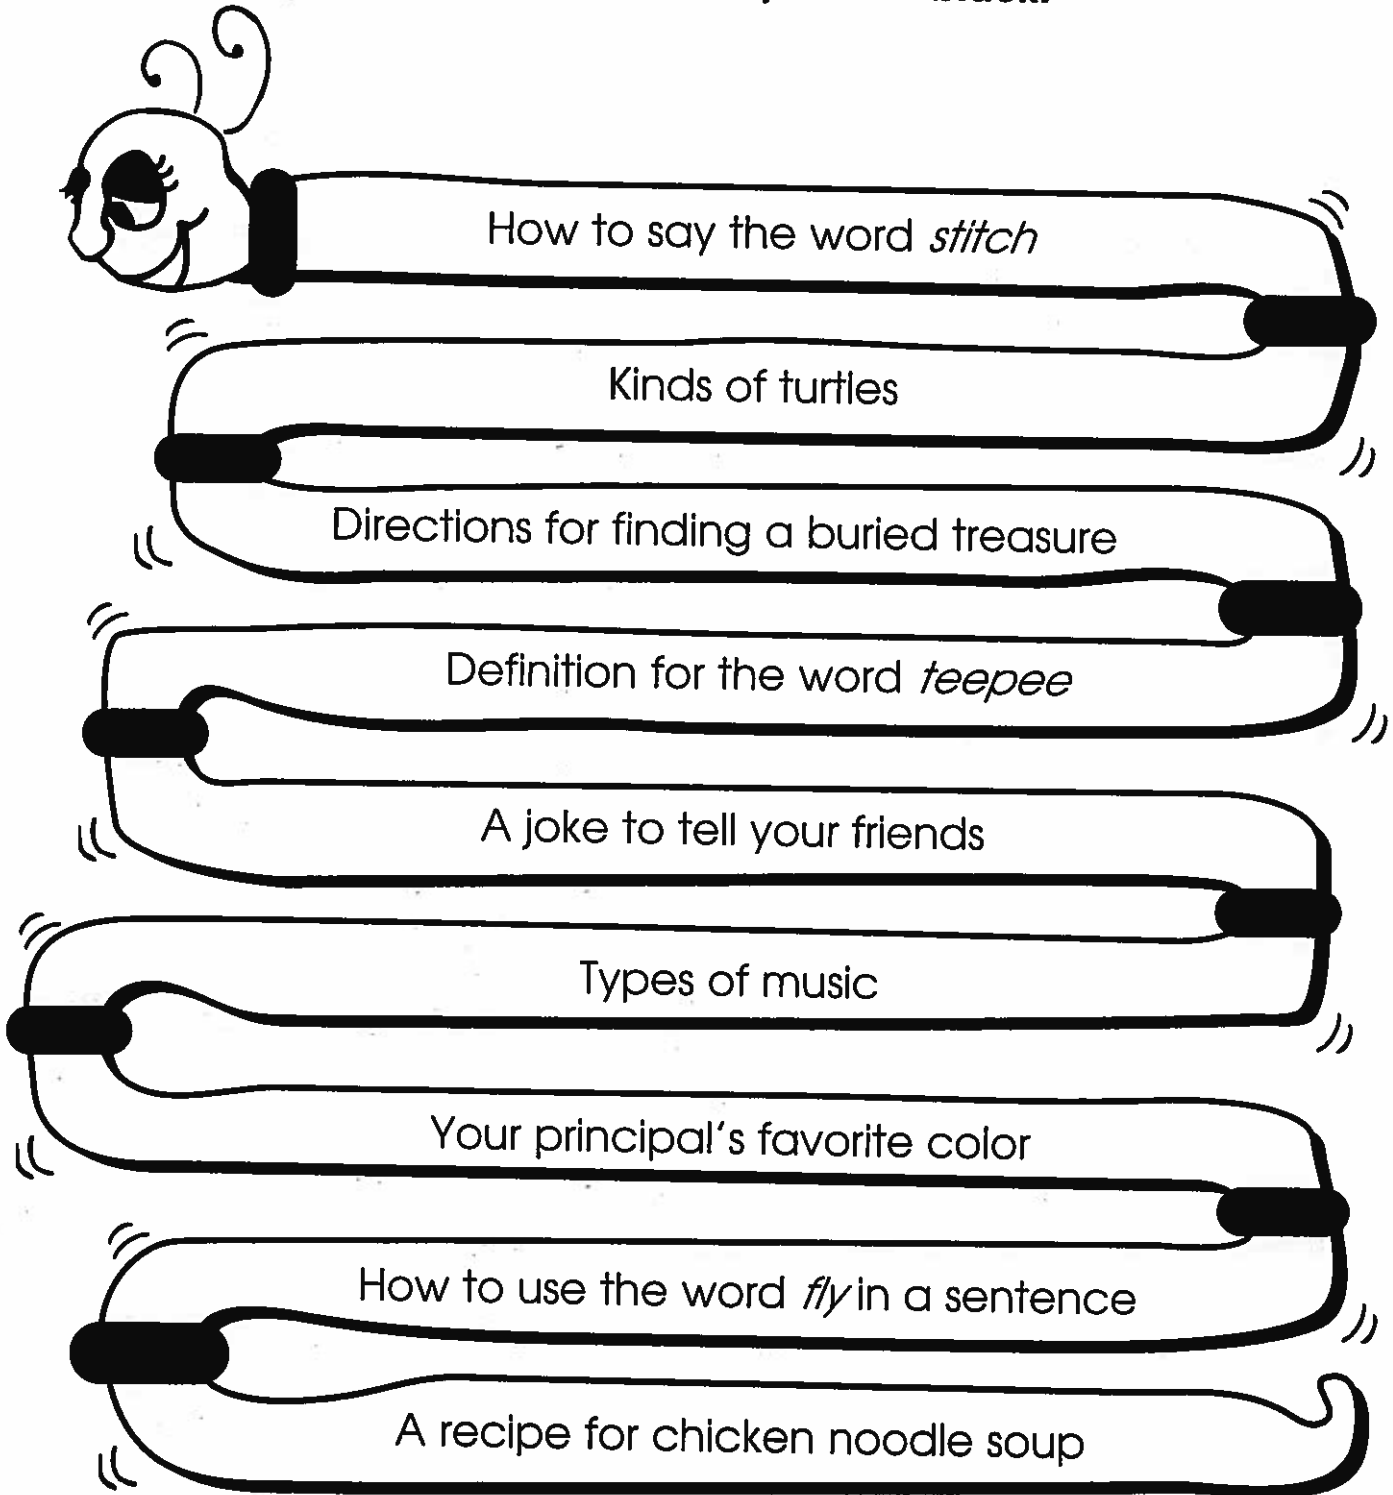 How to say the word stitch
Kinds of turtles
Directions for finding a buried treasure
Definition for the word teepee
A joke to tell your friends
Types of music
Your principal's favorite color
How to use the word fly in a sentence
A recipe for chicken noodle soup